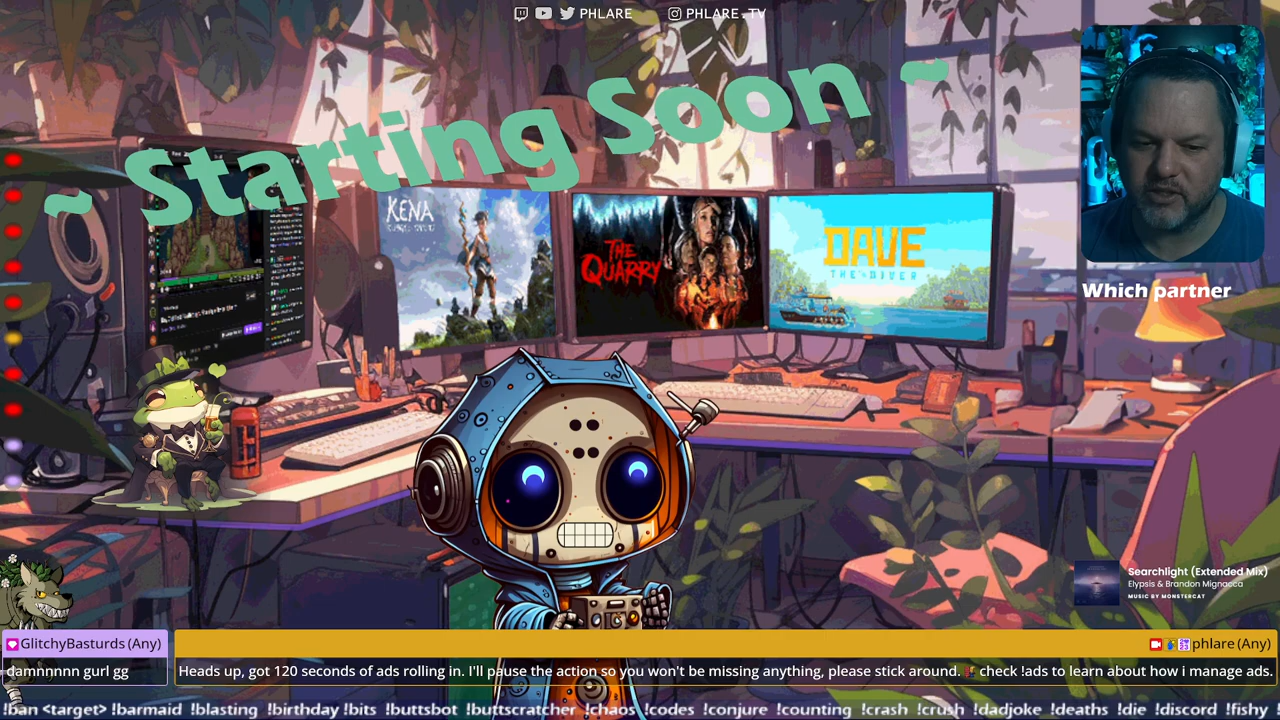 PHLARE PHLARE.TV
~ Starting Soon ~
KENA
THE QUARRY
DAVE
THE DIVER
Which partner
Searchlight (Extended Mix)
Elypsis & Brandon Mignacca
MUSIC BY MONSTERCAT
GlitchyBasturds (Any)
damnnnnn gurl gg
phlare (Any)
Heads up, got 120 seconds of ads rolling in. I'll pause the action so you won't be missing anything, please stick around. check !ads to learn about how i manage ads.
!ban <target> !barmaid !blasting !birthday !bits !buttsbot !buttscratcher !chaos !codes !conjure !counting !crash !crush !dadjoke !deaths !die !discord !fishy